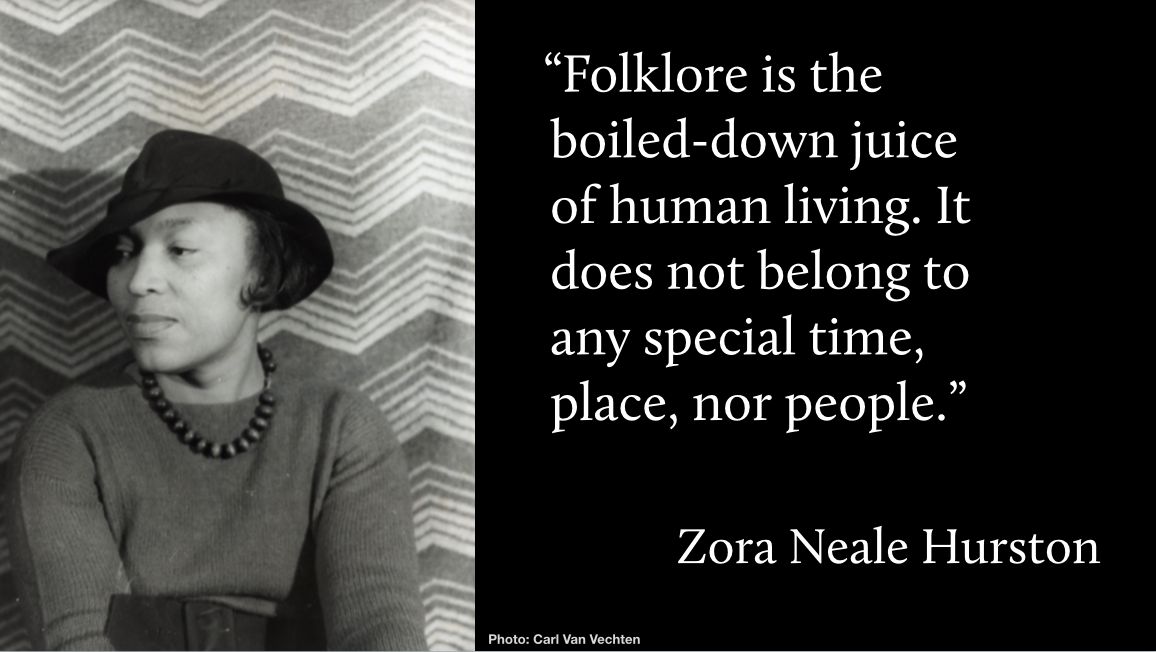 “Folklore is the
boiled-down juice
of human living. It
does not belong to
any special time,
place, nor people.”
Zora Neale Hurston
Photo: Carl Van Vechten